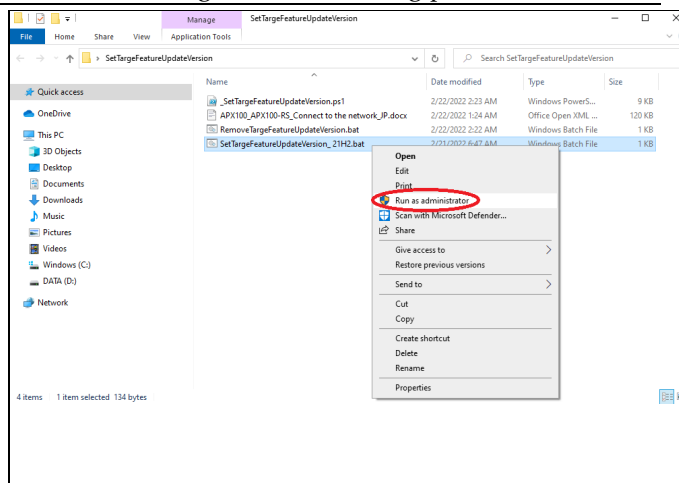 Manage
SetTargeFeatureUpdateVersion
File
Home
Share
View
Application Tools
SetTargeFeatureUpdateVersion
Search SetTargeFeatureUpdateVersion
Name
Date modified
Type
Size
Quick access
OneDrive
This PC
3D Objects
Desktop
Documents
Downloads
Music
Pictures
Videos
Windows (C:)
DATA (D:)
Network
_SetTargeFeatureUpdateVersion.ps1 2/22/2022 2:23 AM Windows PowerS... 9 KB
APX100_APX100-RS_Connect to the network_JP.docx 2/22/2022 1:24 AM Office Open XML ... 120 KB
RemoveTargeFeatureUpdateVersion.bat 2/22/2022 2:22 AM Windows Batch File 1 KB
SetTargeFeatureUpdateVersion_ 21H2.bat 2/21/2022 6:47 AM Windows Batch File 1 KB
Open
Edit
Print
Run as administrator
Scan with Microsoft Defender...
Share
Give access to
Restore previous versions
Send to
Cut
Copy
Create shortcut
Delete
Rename
Properties
4 items 1 item selected 134 bytes